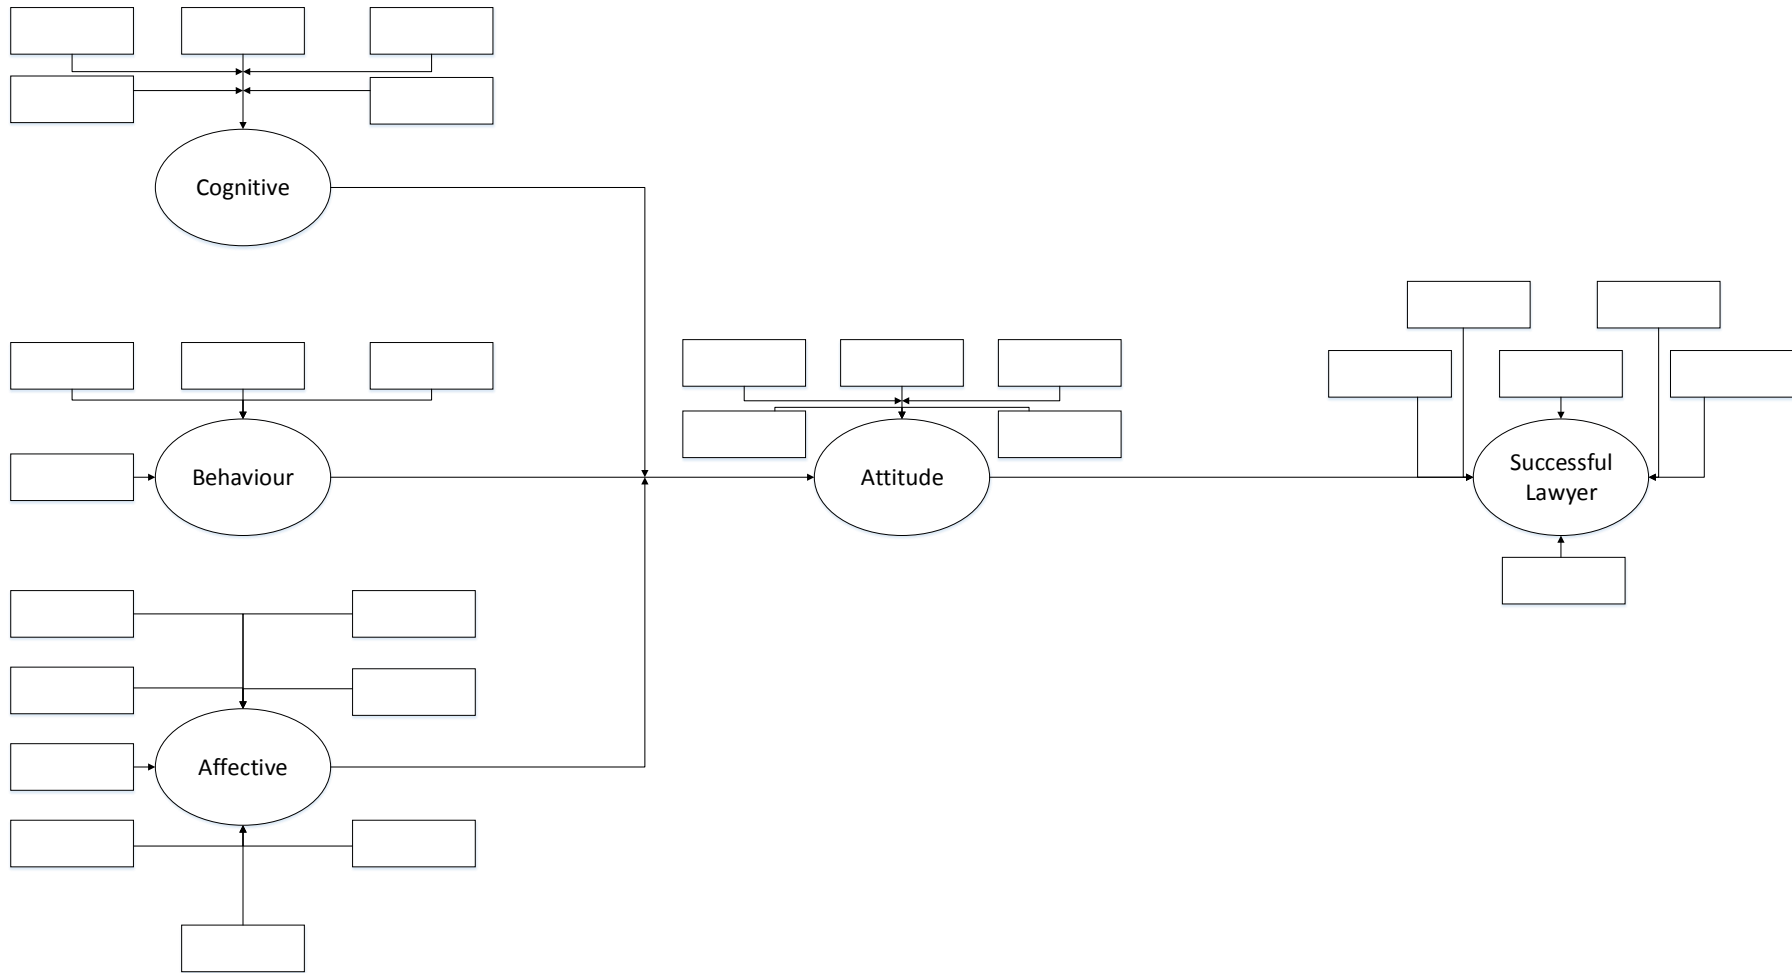 Cognitive
Behaviour
Attitude
Successful
Lawyer
Affective